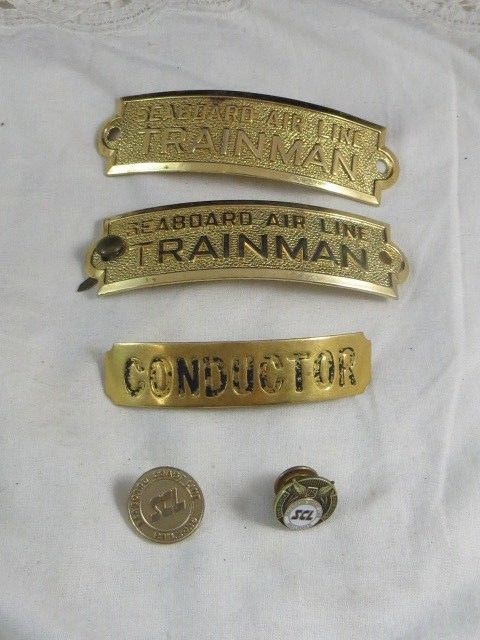 SEABOARD AIR LINE
TRAINMAN
SEABOARD AIR LINE
TRAINMAN
CONDUCTOR
SCL
SCL